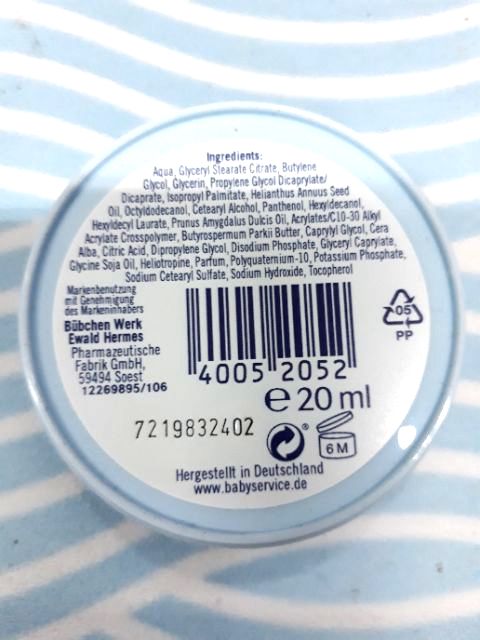 Ingredients:
Aqua, Glyceryl Stearate Citrate, Butylene
Glycol, Glycerin, Propylene Glycol Dicaprylate/
Dicaprate, Isopropyl Palmitate, Helianthus Annuus Seed
Oil, Octyldodecanol, Cetearyl Alcohol, Panthenol, Hexyldecanol,
Hexyldecyl Laurate, Prunus Amygdalus Dulcis Oil, Acrylates/C10-30 Alkyl
Acrylate Crosspolymer, Butyrospermum Parkii Butter, Caprylyl Glycol, Cera
Alba, Citric Acid, Dipropylene Glycol, Disodium Phosphate, Glyceryl Caprylate,
Glycine Soja Oil, Heliotropine, Parfum, Polyquaternium-10, Potassium Phosphate,
Sodium Cetearyl Sulfate, Sodium Hydroxide, Tocopherol
Markenbenutzung
mit Genehmigung
des Markeninhabers
Bübchen Werk
Ewald Hermes
Pharmazeutische
Fabrik GmbH,
59494 Soest
12269895/106
4005 2052
05
PP
e 20 ml
7219832402
®
6 M
Hergestellt in Deutschland
www.babyservice.de